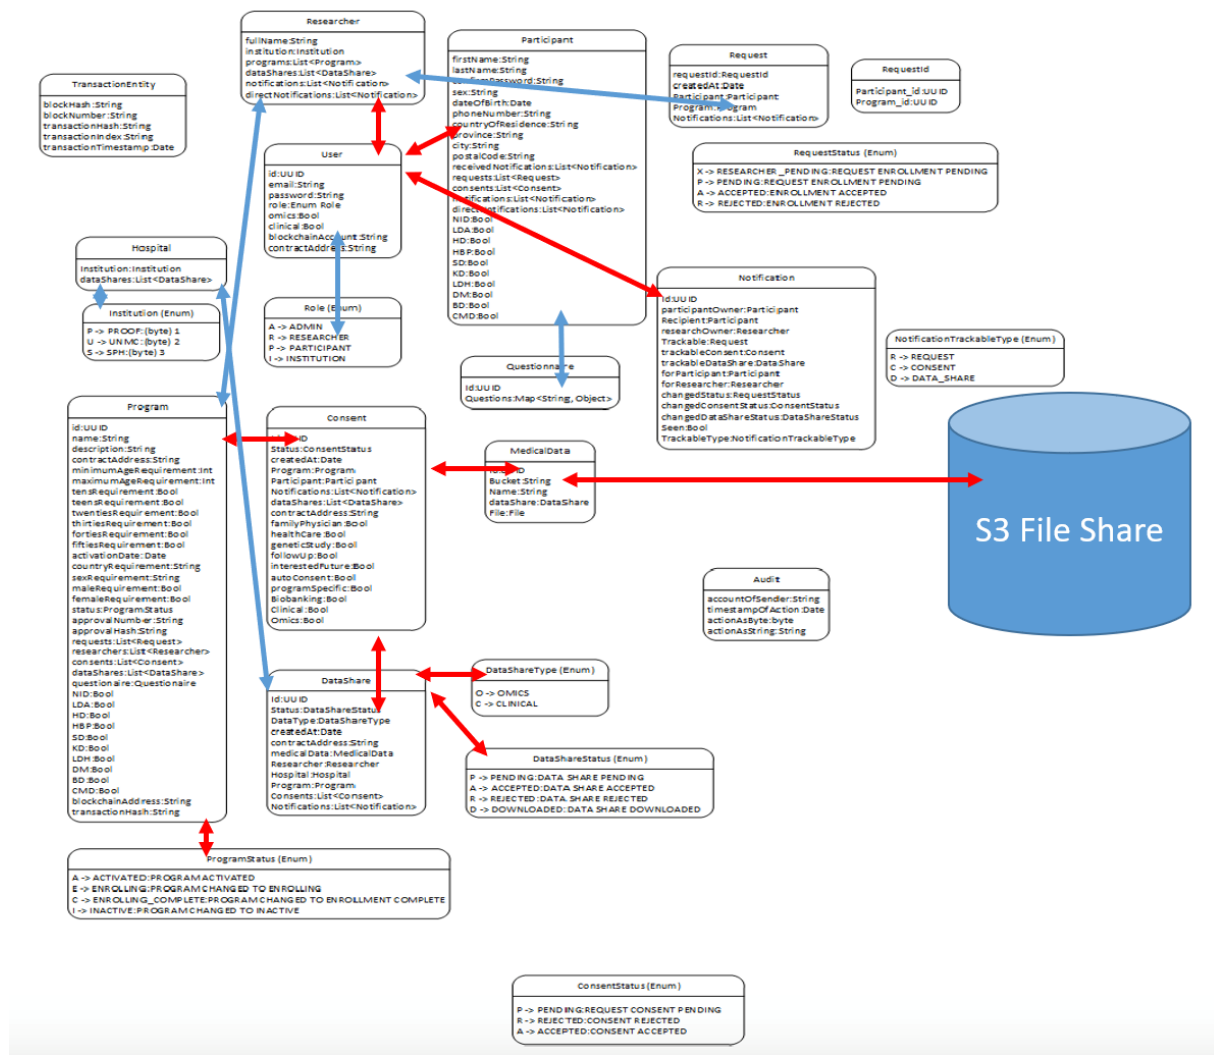 Researcher
fullName:String
institution:Institution
programs:List<Program>
dataShares:List<DataShare>
notifications:List<Notification>
directNotifications:List<Notification>
Participant
firstName:String
lastName:String
confirmPassword:String
sex:String
dateOfBirth:Date
phoneNumber:String
countryOfResidence:String
province:String
city:String
postalCode:String
receivedNotifications:List<Notification>
requests:List<Request>
consents:List<Consent>
notifications:List<Notification>
directNotifications:List<Notification>
NID:Bool
LDA:Bool
HD:Bool
HBP:Bool
SD:Bool
KD:Bool
LDH:Bool
DM:Bool
BD:Bool
CMD:Bool
Request
requestId:RequestId
createdAt:Date
Participant:Participant
Program:Program
Notifications:List<Notification>
RequestId
Participant_id:UUID
Program_id:UUID
TransactionEntity
blockHash:String
blockNumber:String
transactionHash:String
transactionIndex:String
transactionTimestamp:Date
User
id:UUID
email:String
password:String
role:Enum Role
omics:Bool
clinical:Bool
blockchainAccount:String
contractAddress:String
RequestStatus (Enum)
X -> RESEARCHER_PENDING:REQUEST ENROLLMENT PENDING
P -> PENDING:REQUEST ENROLLMENT PENDING
A -> ACCEPTED:ENROLLMENT ACCEPTED
R -> REJECTED:ENROLLMENT REJECTED
Hospital
Institution:Institution
dataShares:List<DataShare>
Institution (Enum)
P -> PROOF:(byte) 1
U -> UNMC:(byte) 2
S -> SPH:(byte) 3
Role (Enum)
A -> ADMIN
R -> RESEARCHER
P -> PARTICIPANT
I -> INSTITUTION
Notification
Id:UUID
participantOwner:Participant
Recipient:Participant
researchOwner:Researcher
Trackable:Request
trackableConsent:Consent
trackableDataShare:DataShare
forParticipant:Participant
forResearcher:Researcher
changedStatus:RequestStatus
changedConsentStatus:ConsentStatus
changedDataShareStatus:DataShareStatus
Seen:Bool
TrackableType:NotificationTrackableType
NotificationTrackableType (Enum)
R -> REQUEST
C -> CONSENT
D -> DATA_SHARE
Questionnaire
Id:UUID
Questions:Map<String, Object>
Program
id:UUID
name:String
description:String
contractAddress:String
minimumAgeRequirement:Int
maximumAgeRequirement:Int
tensRequirement:Bool
teensRequirement:Bool
twentiesRequirement:Bool
thirtiesRequirement:Bool
fortiesRequirement:Bool
fiftiesRequirement:Bool
activationDate:Date
countryRequirement:String
sexRequirement:String
maleRequirement:Bool
femaleRequirement:Bool
status:ProgramStatus
approvalNumber:String
approvalHash:String
requests:List<Request>
researchers:List<Researcher>
consents:List<Consent>
dataShares:List<DataShare>
questionaire:Questionaire
NID:Bool
LDA:Bool
HD:Bool
HBP:Bool
SD:Bool
KD:Bool
LDH:Bool
DM:Bool
BD:Bool
CMD:Bool
blockchainAddress:String
transactionHash:String
Consent
Status:ConsentStatus
createdAt:Date
Program:Program
Participant:Participant
Notifications:List<Notification>
dataShares:List<DataShare>
contractAddress:String
familyPhysician:Bool
healthCare:Bool
geneticStudy:Bool
followUp:Bool
interestedFuture:Bool
autoConsent:Bool
programSpecific:Bool
Biobanking:Bool
Clinical:Bool
Omics:Bool
MedicalData
Bucket:String
Name:String
dataShare:DataShare
File:File
S3 File Share
Audit
accountOfSender:String
timestampOfAction:Date
actionAsByte:byte
actionAsString:String
DataShare
Id:UUID
Status:DataShareStatus
DataType:DataShareType
createdAt:Date
contractAddress:String
medicalData:MedicalData
Researcher:Researcher
Hospital:Hospital
Program:Program
Consents:List<Consent>
Notifications:List<Notification>
DataShareType (Enum)
O -> OMICS
C -> CLINICAL
DataShareStatus (Enum)
P -> PENDING:DATA SHARE PENDING
A -> ACCEPTED:DATA SHARE ACCEPTED
R -> REJECTED:DATA SHARE REJECTED
D -> DOWNLOADED:DATA SHARE DOWNLOADED
ProgramStatus (Enum)
A -> ACTIVATED:PROGRAM ACTIVATED
E -> ENROLLING:PROGRAM CHANGED TO ENROLLING
C -> ENROLLING_COMPLETE:PROGRAM CHANGED TO ENROLLMENT COMPLETE
I -> INACTIVE:PROGRAM CHANGED TO INACTIVE
ConsentStatus (Enum)
P -> PENDING:REQUEST CONSENT PENDING
R -> REJECTED:CONSENT REJECTED
A -> ACCEPTED:CONSENT ACCEPTED